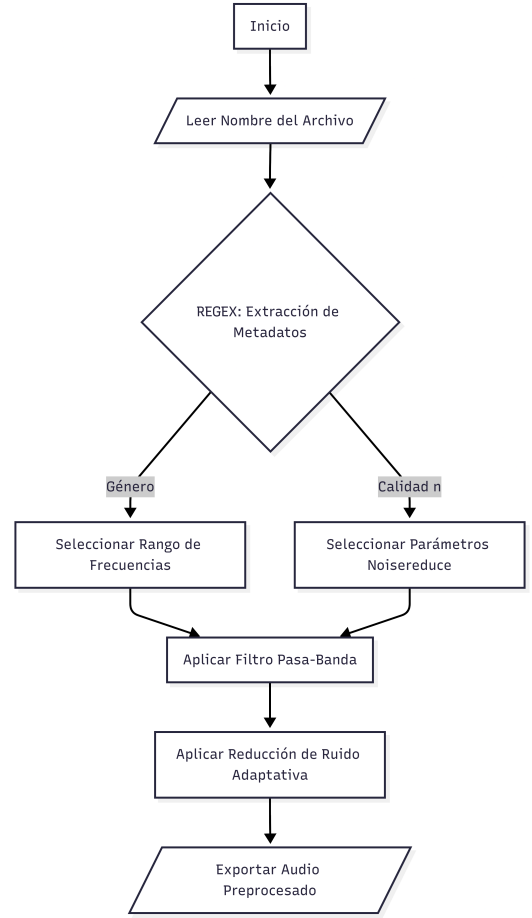 Inicio
Leer Nombre del Archivo
REGEX: Extracción de
Metadatos
Género
Calidad n
Seleccionar Rango de
Frecuencias
Seleccionar Parámetros
Noisereduce
Aplicar Filtro Pasa-Banda
Aplicar Reducción de Ruido
Adaptativa
Exportar Audio
Preprocesado